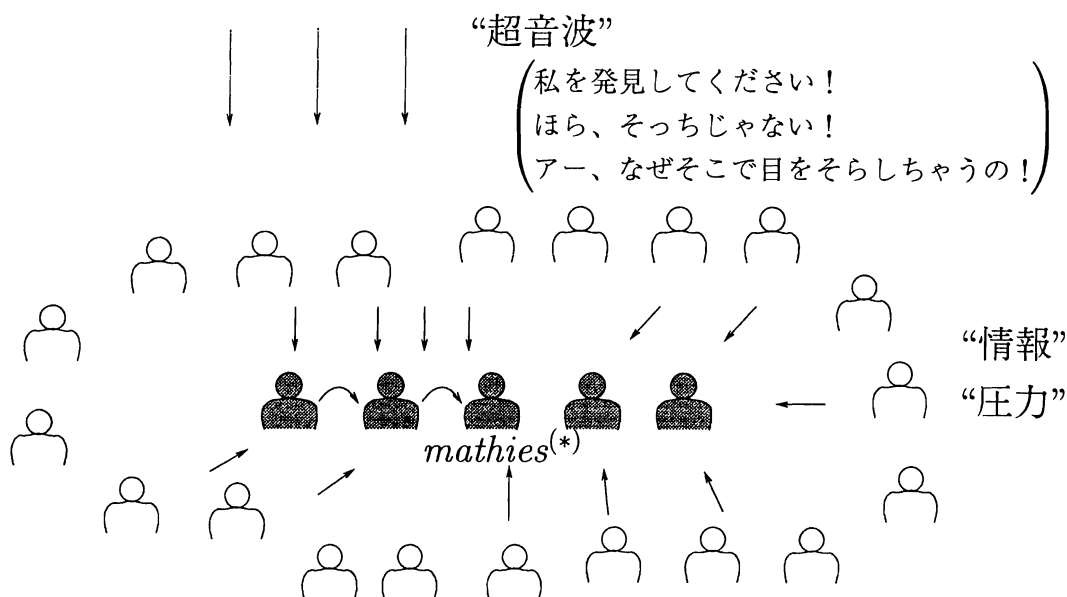 “超音波”
私を発見してください！
ほら、そっちじゃない！
アー、なぜそこで目をそらしちゃうの！
“情報”
“圧力”
mathies(*)